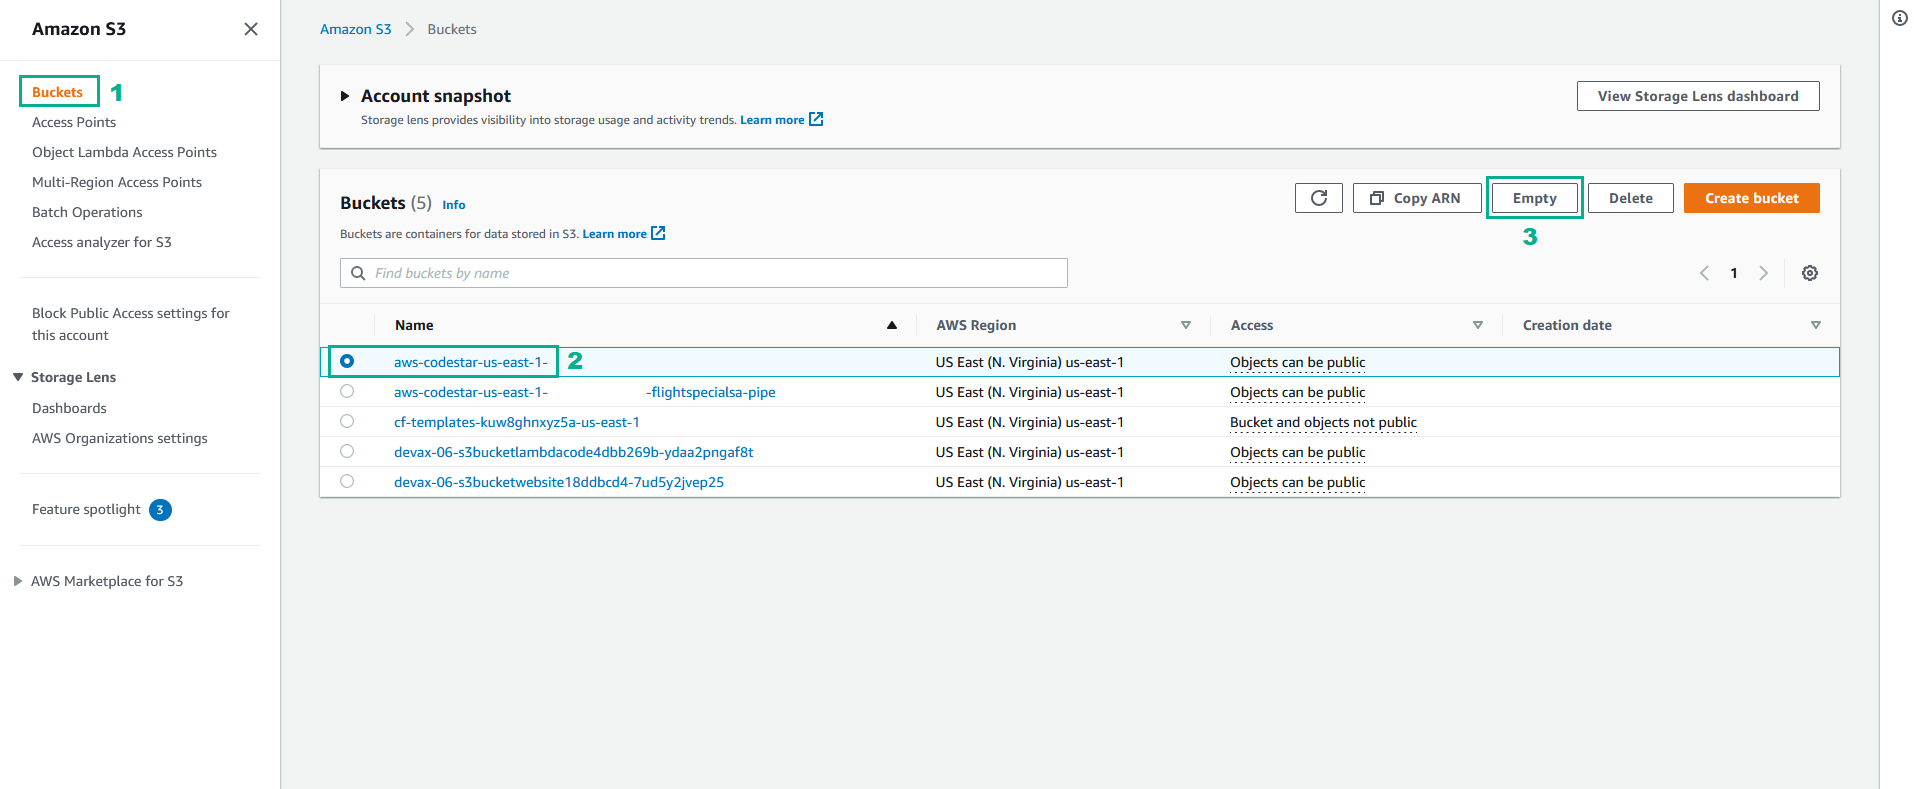 Amazon S3
Buckets 1
Access Points
Object Lambda Access Points
Multi-Region Access Points
Batch Operations
Access analyzer for S3
Block Public Access settings for
this account
Storage Lens
Dashboards
AWS Organizations settings
Feature spotlight 3
AWS Marketplace for S3
Amazon S3 Buckets
Account snapshot
View Storage Lens dashboard
Storage lens provides visibility into storage usage and activity trends. Learn more
Buckets (5) Info
Copy ARN Empty Delete Create bucket
3
Buckets are containers for data stored in S3. Learn more
Find buckets by name
1
Name AWS Region Access Creation date
aws-codestar-us-east-1- 2 US East (N. Virginia) us-east-1 Objects can be public
aws-codestar-us-east-1- -flightspecialsa-pipe US East (N. Virginia) us-east-1 Objects can be public
cf-templates-kuw8ghnxyz5a-us-east-1 US East (N. Virginia) us-east-1 Bucket and objects not public
devax-06-s3bucketlambdacode4dbb269b-ydaa2pngaf8t US East (N. Virginia) us-east-1 Objects can be public
devax-06-s3bucketwebsite18ddbcd4-7ud5y2jvep25 US East (N. Virginia) us-east-1 Objects can be public